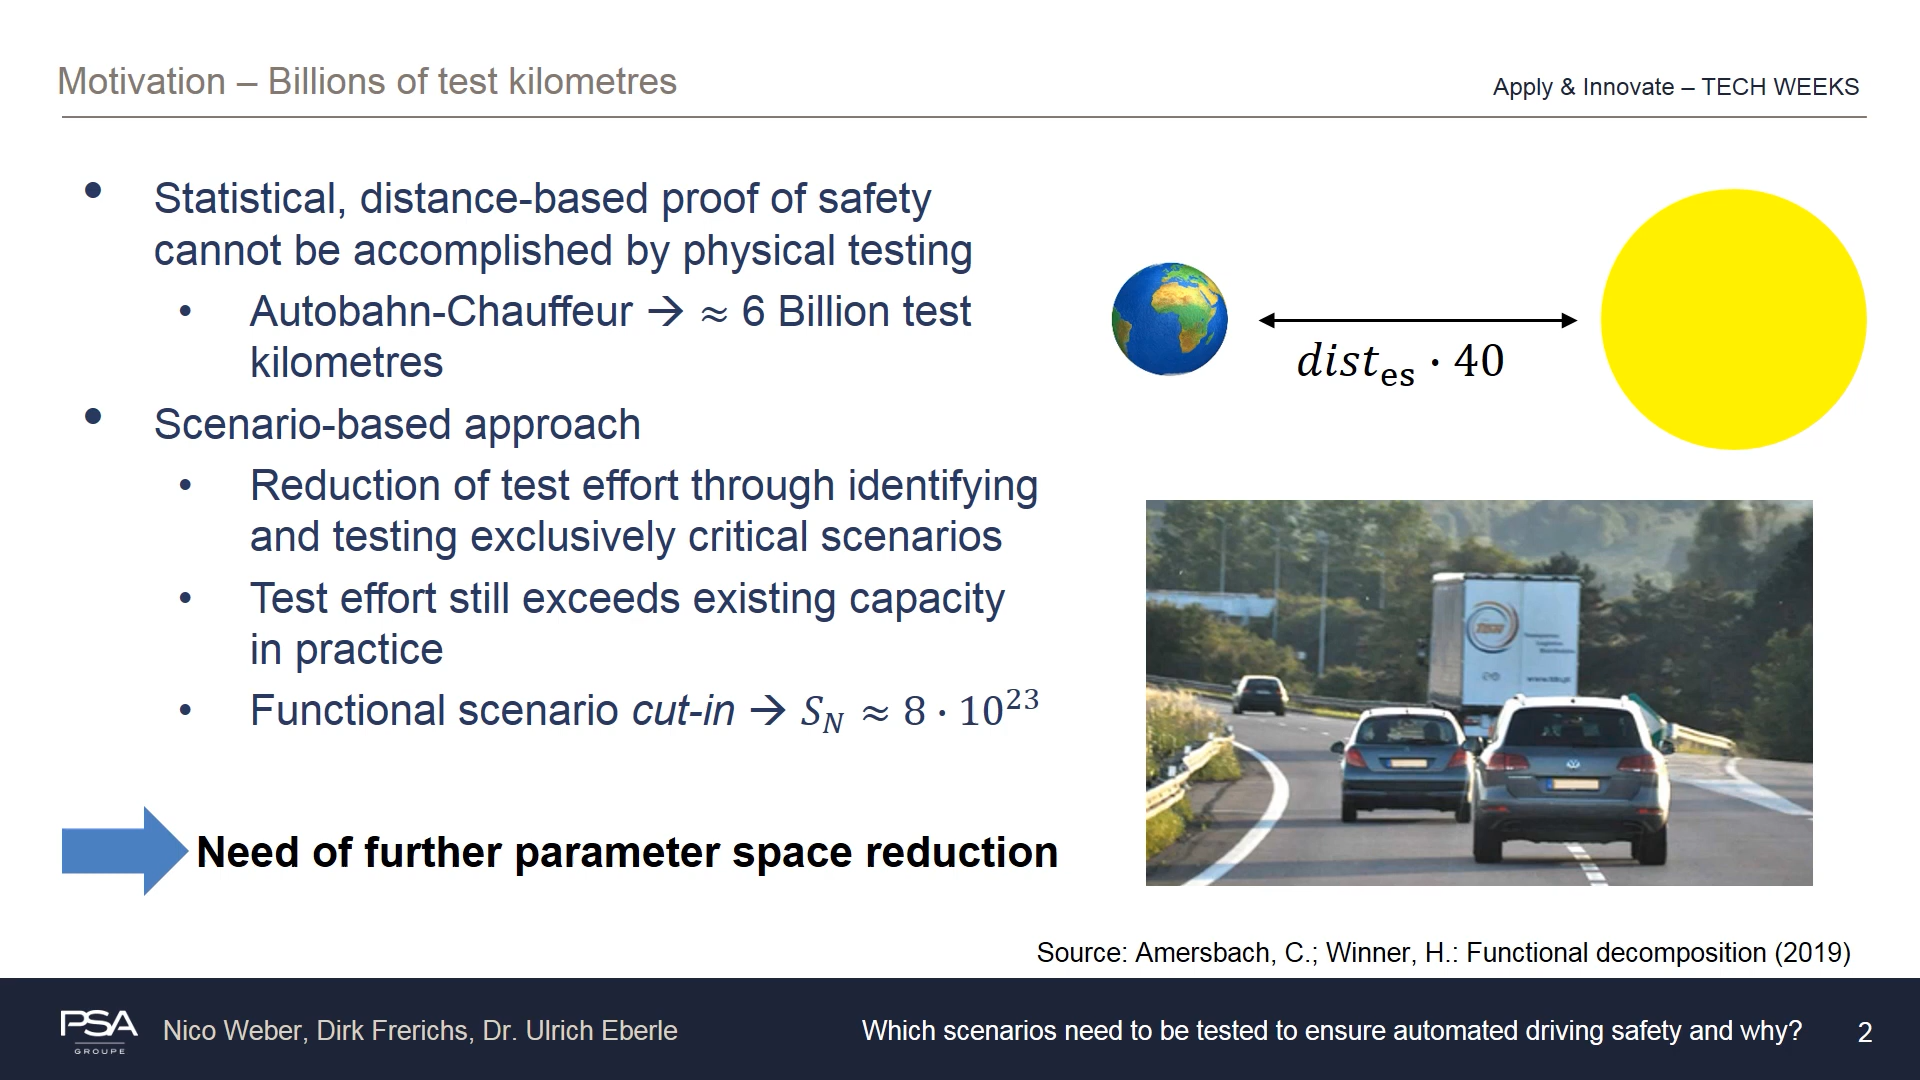 Motivation – Billions of test kilometres
Apply & Innovate – TECH WEEKS
• Statistical, distance-based proof of safety
cannot be accomplished by physical testing
• Autobahn-Chauffeur → ≈ 6 Billion test
kilometres
• Scenario-based approach
• Reduction of test effort through identifying
and testing exclusively critical scenarios
• Test effort still exceeds existing capacity
in practice
• Functional scenario cut-in → S_N ≈ 8 · 10^23
Need of further parameter space reduction
dist_es · 40
Source: Amersbach, C.; Winner, H.: Functional decomposition (2019)
PSA
GROUPE
Nico Weber, Dirk Frerichs, Dr. Ulrich Eberle
Which scenarios need to be tested to ensure automated driving safety and why?
2